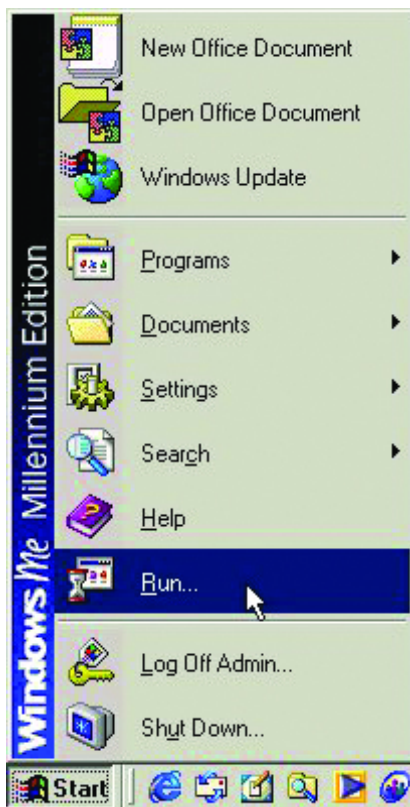 New Office Document
Open Office Document
Windows Update
Programs
Documents
Settings
Search
Help
Run...
Log Off Admin...
Shut Down...
Windows Me Millennium Edition
Start